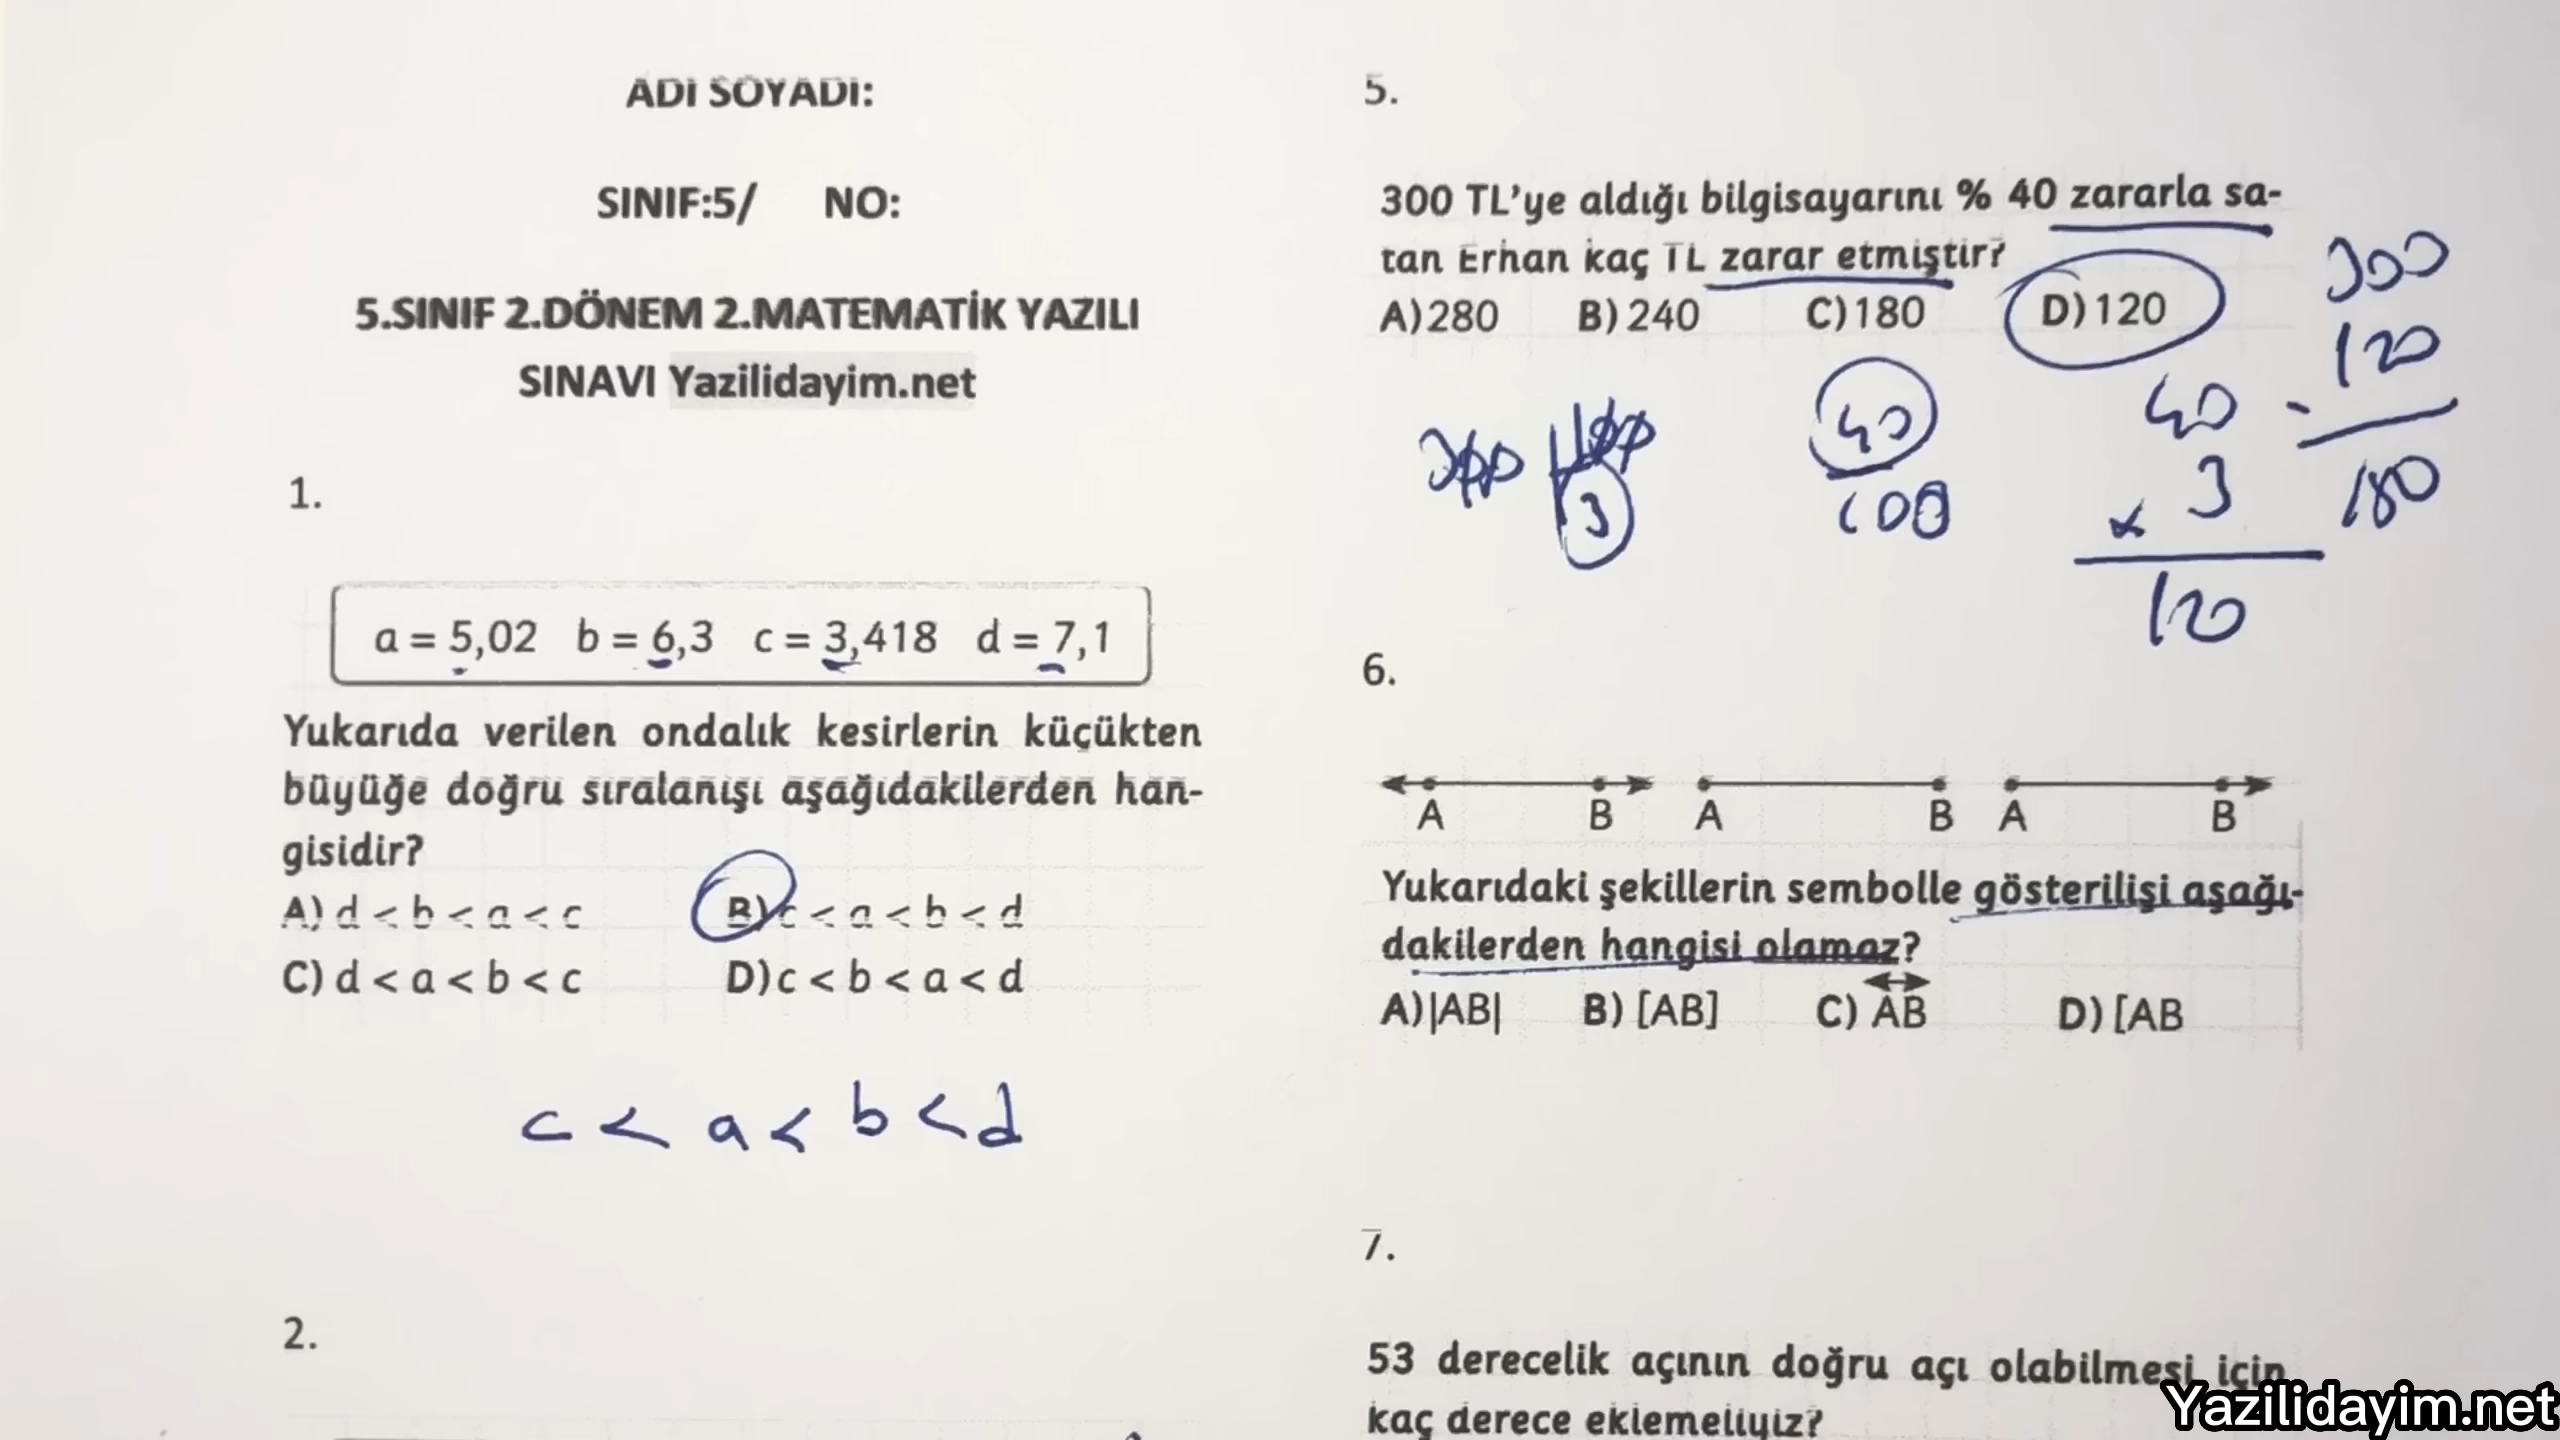 ADI SOYADI:
SINIF:5/ NO:
5.SINIF 2.DÖNEM 2.MATEMATİK YAZILI
SINAVI Yazilidayim.net
1.
a = 5,02 b = 6,3 c = 3,418 d = 7,1
Yukarıda verilen ondalık kesirlerin küçükten
büyüğe doğru sıralanışı aşağıdakilerden han-
gisidir?
A) d < b < a < c B) c < a < b < d
C) d < a < b < c D) c < b < a < d
c < a < b < d
2.
5.
300 TL'ye aldığı bilgisayarını % 40 zararla sa-
tan Erhan kaç TL zarar etmiştir?
A) 280 B) 240 C) 180 D) 120
300
120
- 180
40
100
3
40
x 3
120
6.
A B A B A B
Yukarıdaki şekillerin sembolle gösterilişi aşağı-
dakilerden hangisi olamaz?
A) |AB| B) [AB] C) AB D) [AB
7.
53 derecelik açının doğru açı olabilmesi için
kaç derece eklemeliyiz?
Yazilidayim.net